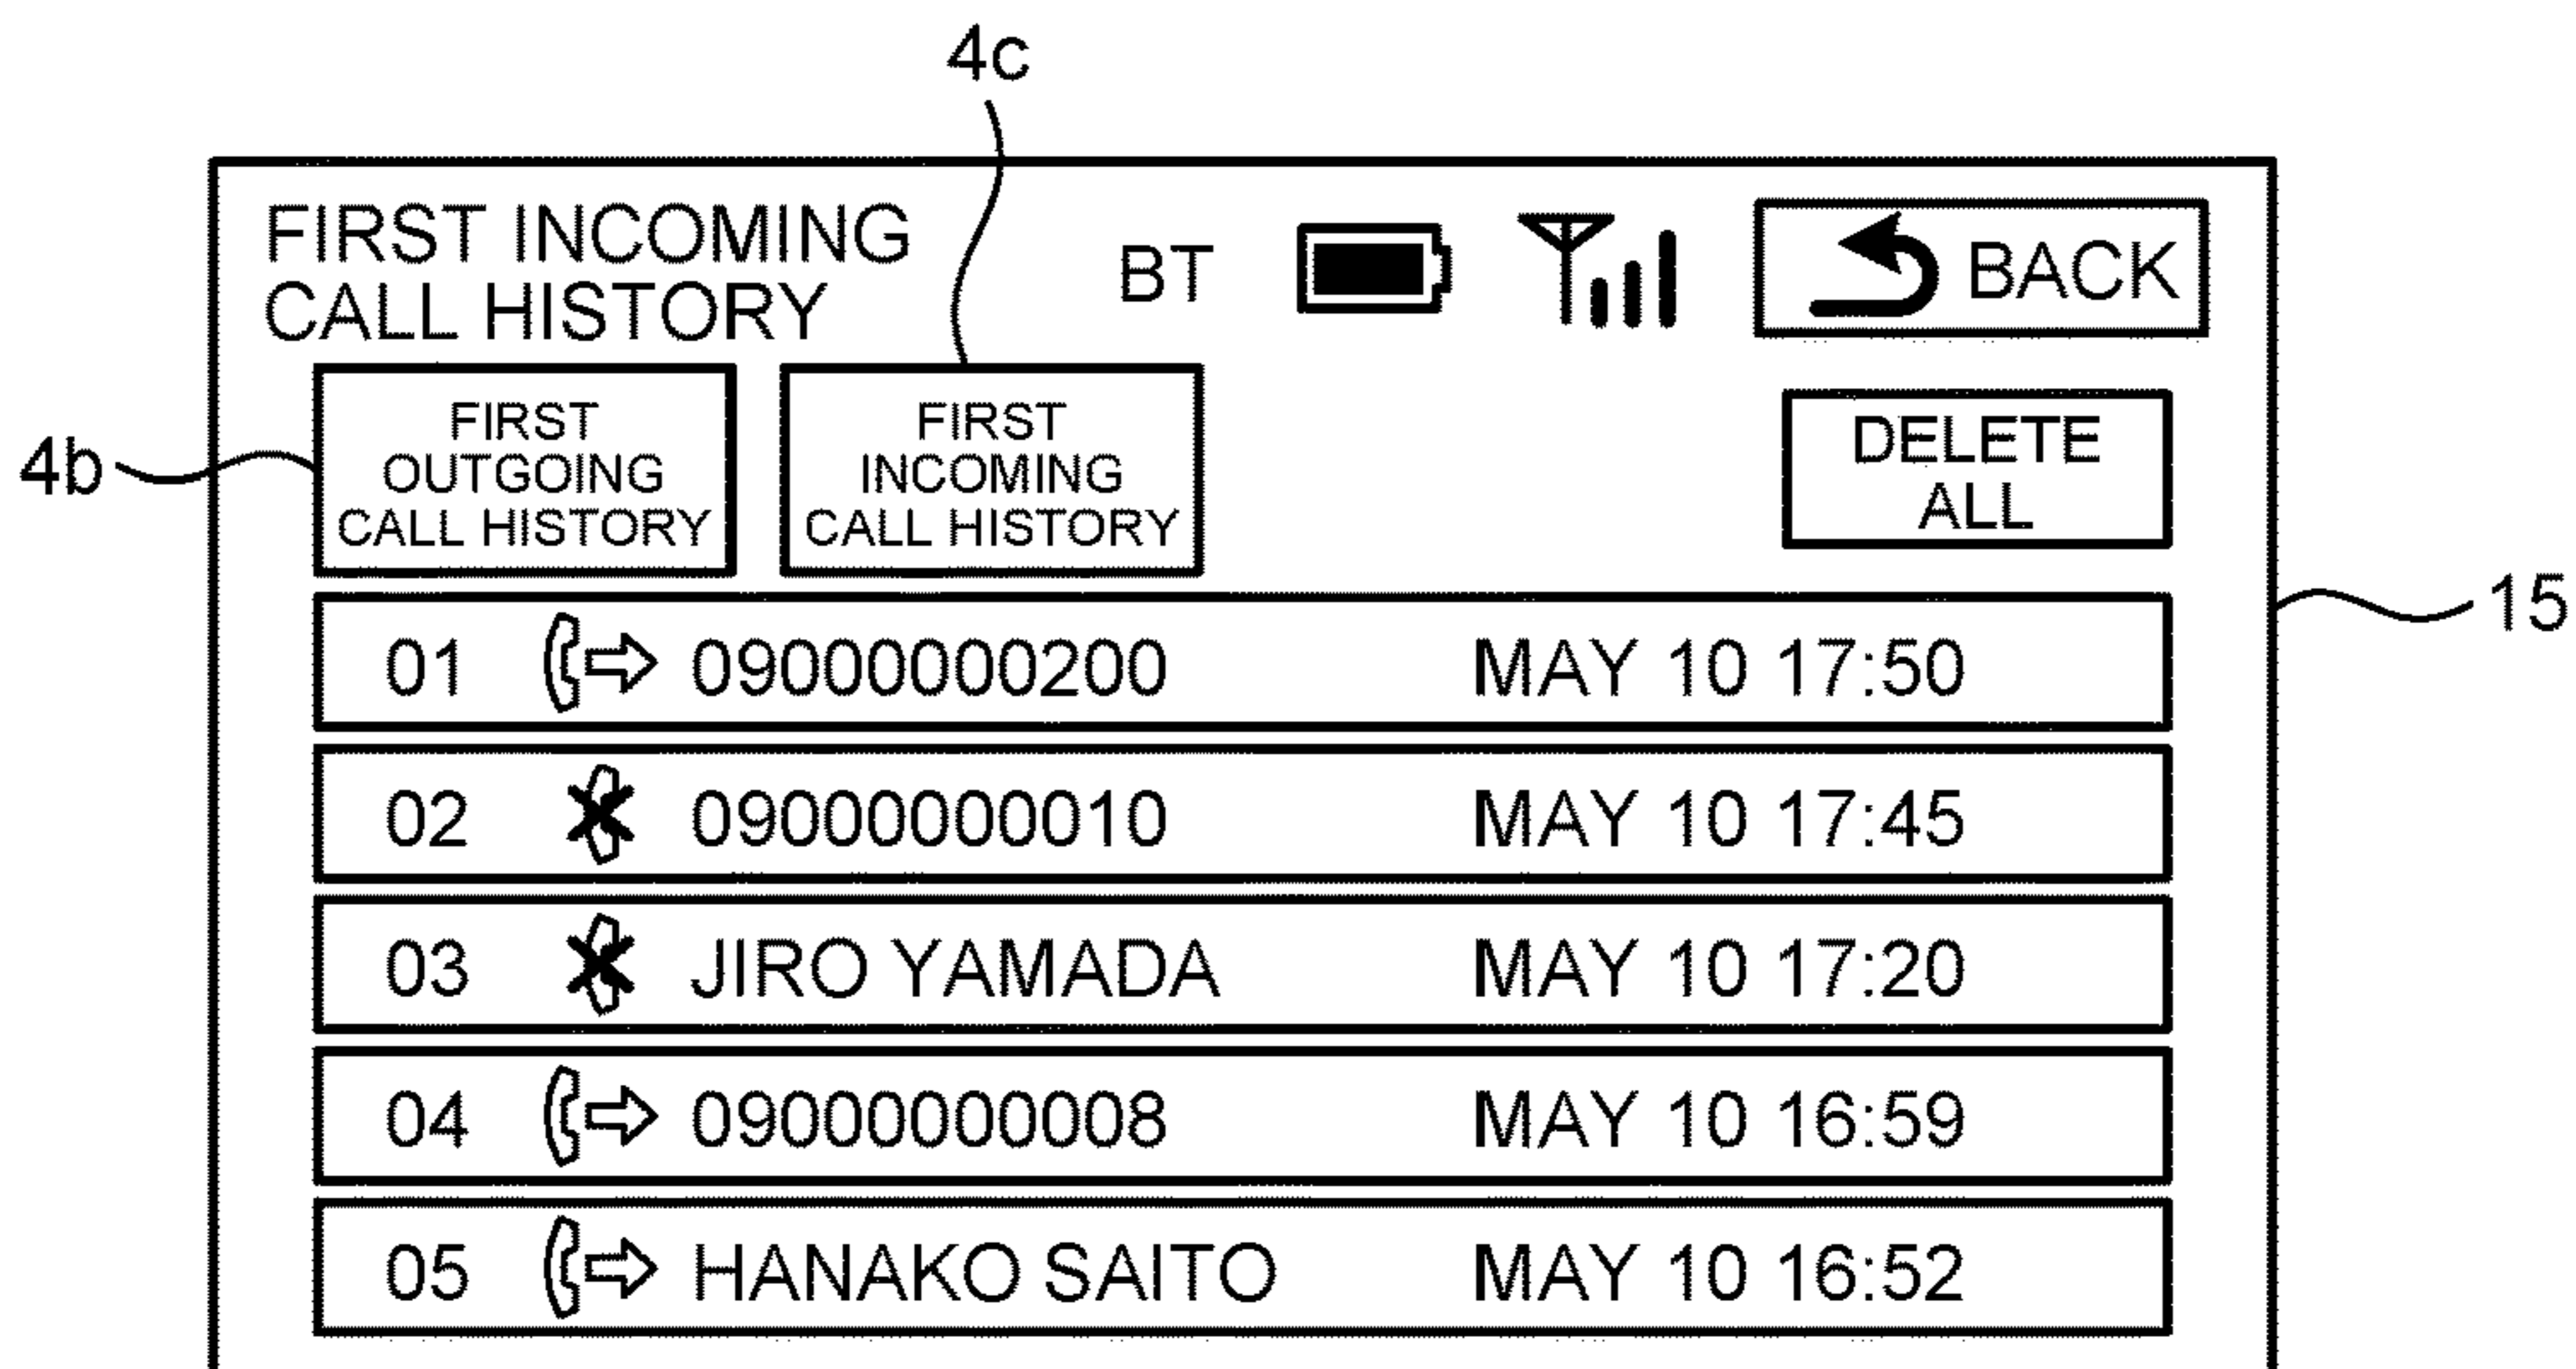 4c
FIRST INCOMING
CALL HISTORY
BT
BACK
4b
FIRST
OUTGOING
CALL HISTORY
FIRST
INCOMING
CALL HISTORY
DELETE
ALL
15
01 09000000200 MAY 10 17:50
02 09000000010 MAY 10 17:45
03 JIRO YAMADA MAY 10 17:20
04 09000000008 MAY 10 16:59
05 HANAKO SAITO MAY 10 16:52